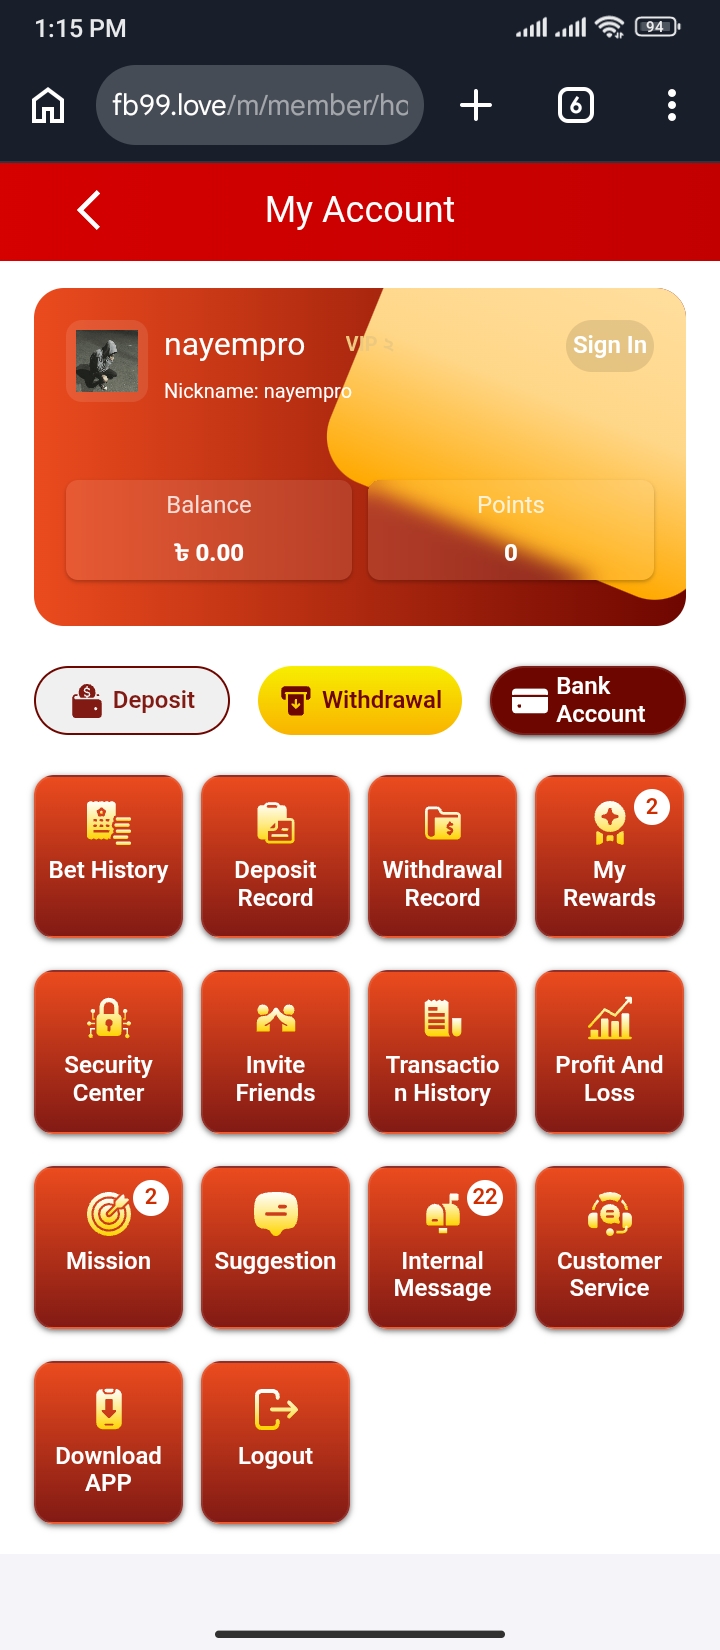 1:15 PM
94
fb99.love/m/member/ho
6
My Account
nayempro
VIP
Sign In
Nickname: nayempro
Balance
Points
৳ 0.00
0
Deposit
Withdrawal
Bank
Account
Bet History
Deposit
Record
Withdrawal
Record
2
My
Rewards
Security
Center
Invite
Friends
Transactio
n History
Profit And
Loss
2
Mission
Suggestion
22
Internal
Message
Customer
Service
Download
APP
Logout